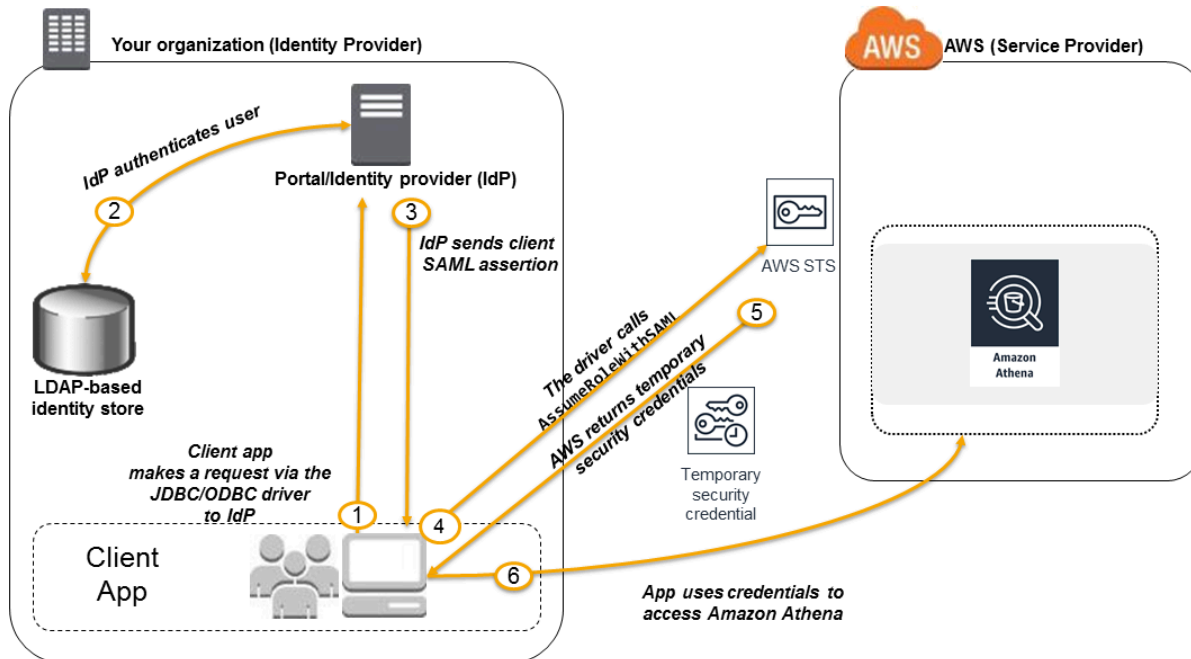 Your organization (Identity Provider)
AWS
AWS (Service Provider)
IdP authenticates user
Portal/Identity provider (IdP)
2
3
IdP sends client
SAML assertion
AWS STS
5
The driver calls
AssumeRoleWithSAML
AWS returns temporary
security credentials
Amazon
Athena
LDAP-based
identity store
Temporary
security
credential
Client app
makes a request via the
JDBC/ODBC driver
to IdP
1
4
Client
App
6
App uses credentials to
access Amazon Athena